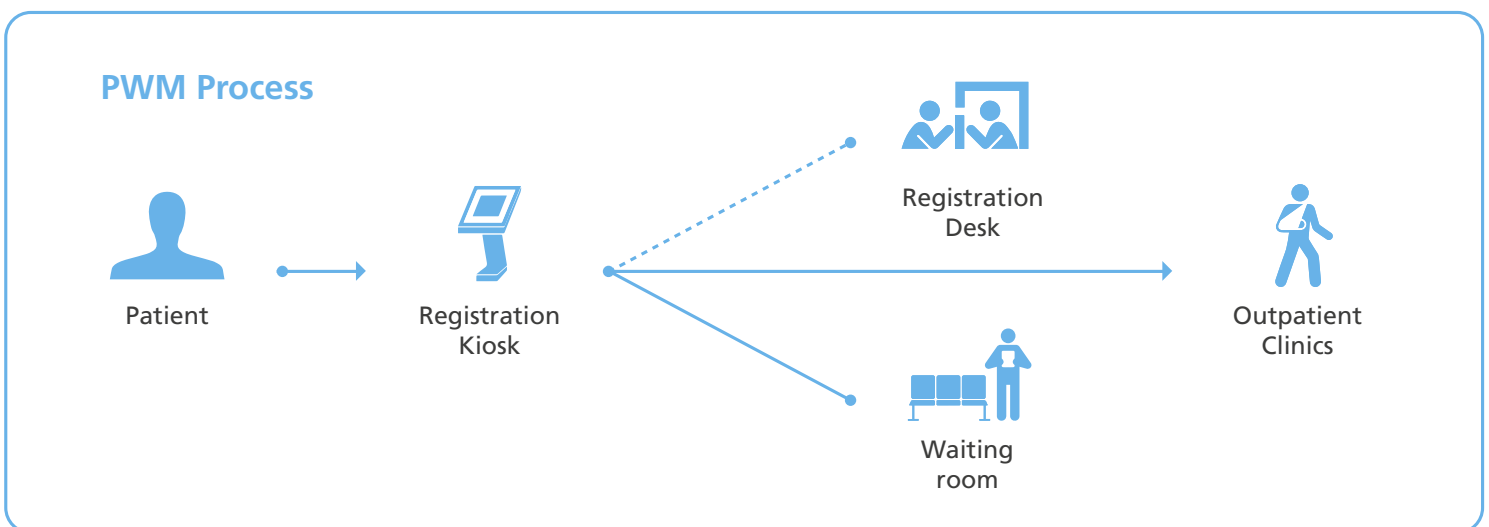 PWM Process
Patient
Registration
Kiosk
Registration
Desk
Waiting
room
Outpatient
Clinics